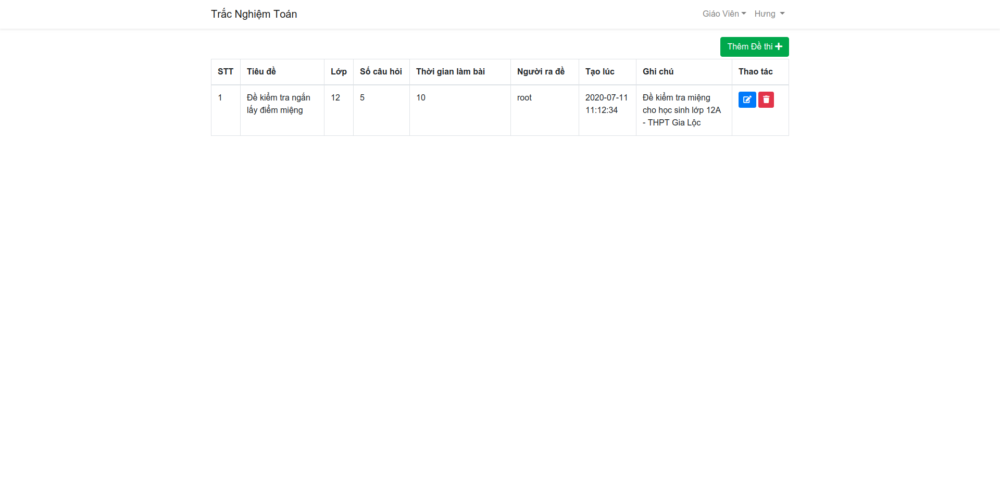 Trắc Nghiệm Toán
Giáo Viên Hưng
Thêm Đề thi
STT Tiêu đề Lớp Số câu hỏi Thời gian làm bài Người ra đề Tạo lúc Ghi chú Thao tác
1 Đề kiểm tra ngắn 12 5 10 root 2020-07-11 Đề kiểm tra miệng
lấy điểm miệng 11:12:34 cho học sinh lớp 12A
- THPT Gia Lộc